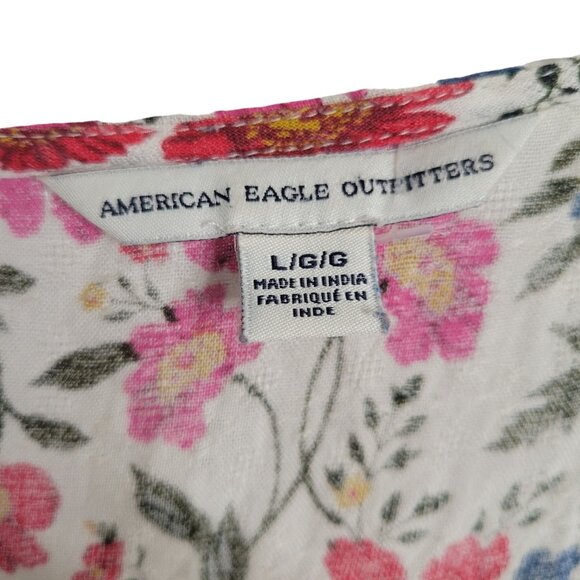 AMERICAN EAGLE OUTFITTERS
L/G/G
MADE IN INDIA
FABRIQUÉ EN
INDE